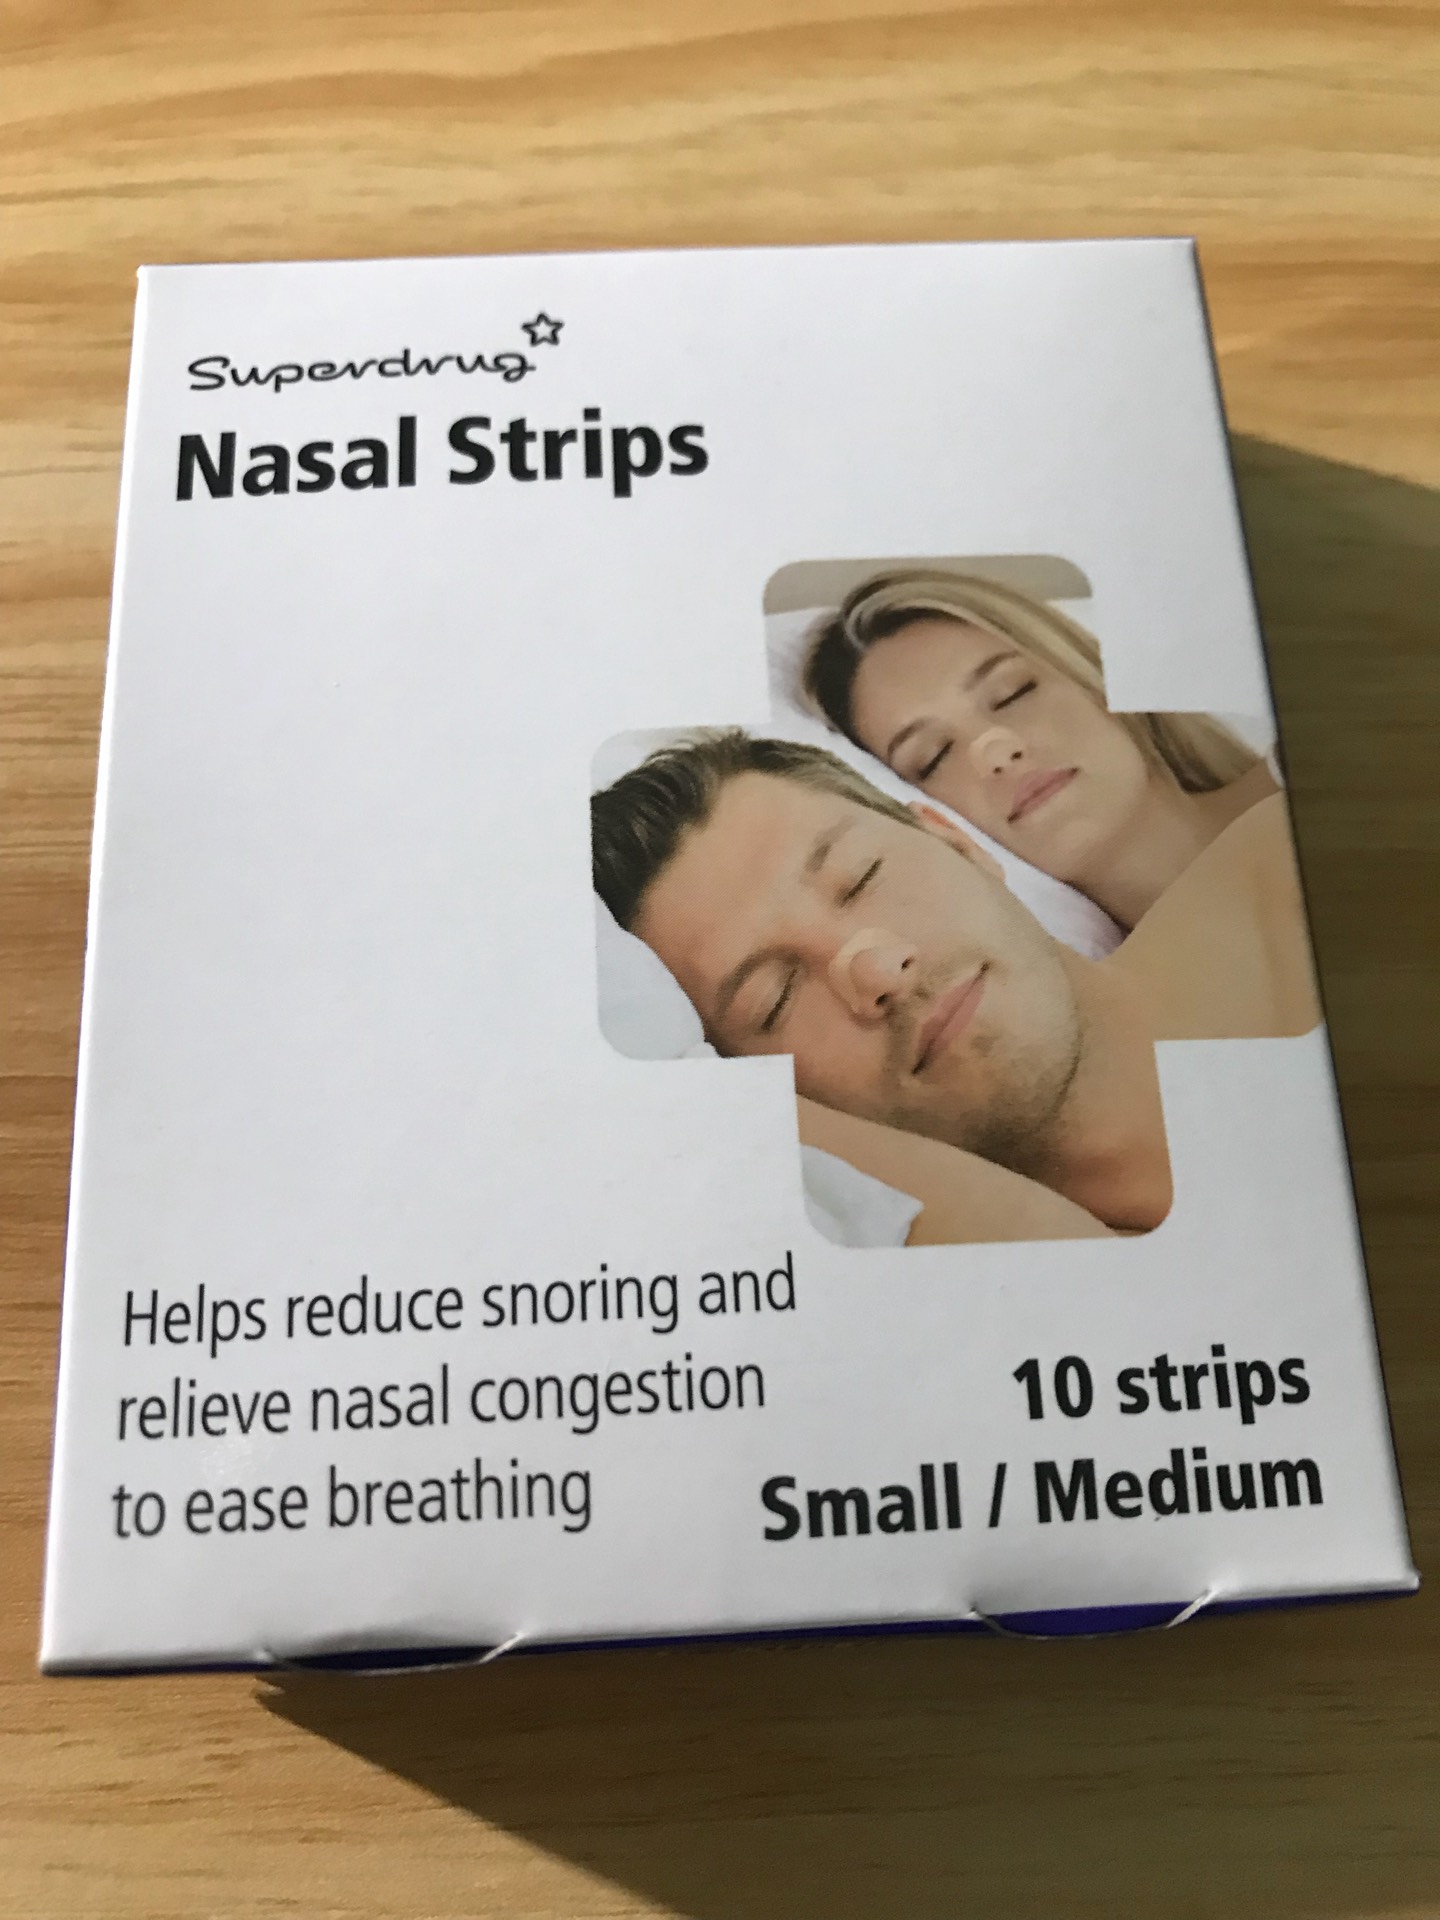 Superdrug
Nasal Strips
Helps reduce snoring and
relieve nasal congestion
to ease breathing
10 strips
Small / Medium